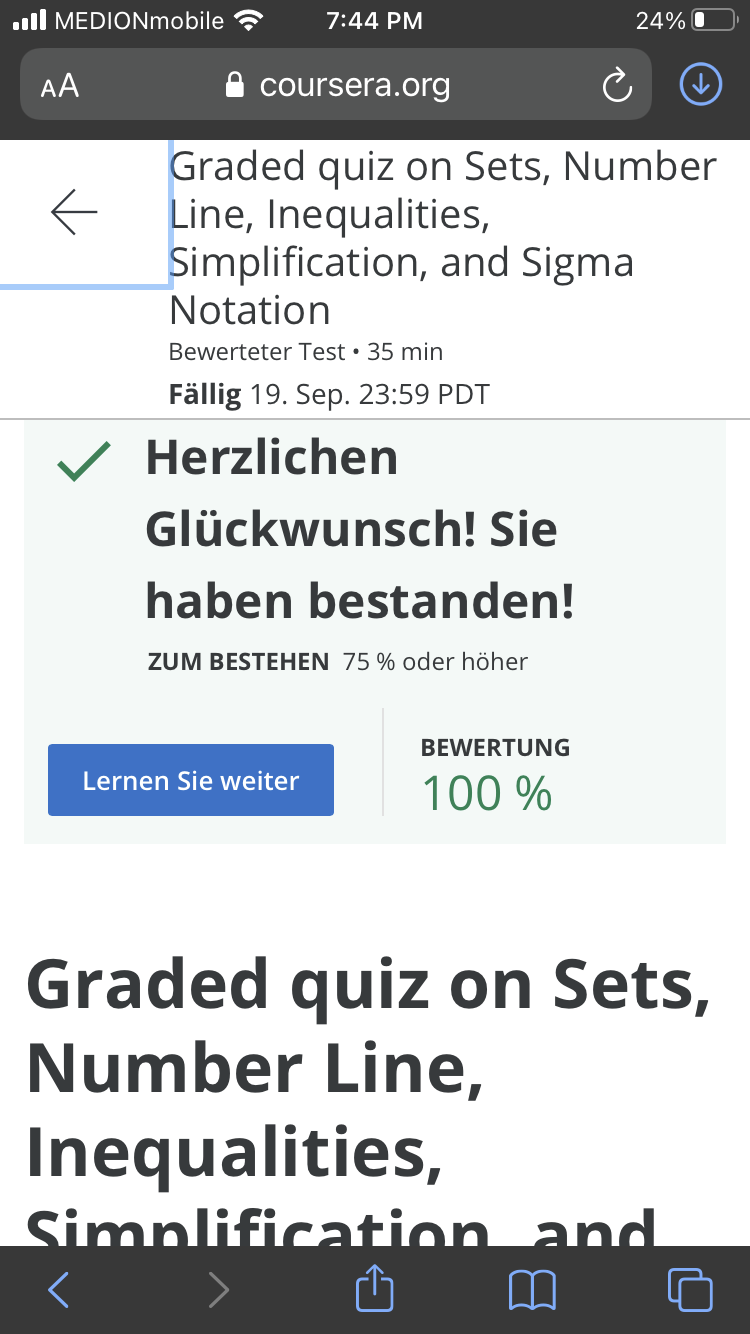 MEDIONmobile 7:44 PM 24%
AA coursera.org
Graded quiz on Sets, Number
Line, Inequalities,
Simplification, and Sigma
Notation
Bewerteter Test • 35 min
Fällig 19. Sep. 23:59 PDT
Herzlichen
Glückwunsch! Sie
haben bestanden!
ZUM BESTEHEN 75 % oder höher
Lernen Sie weiter
BEWERTUNG
100 %
Graded quiz on Sets,
Number Line,
Inequalities,
Simplification, and